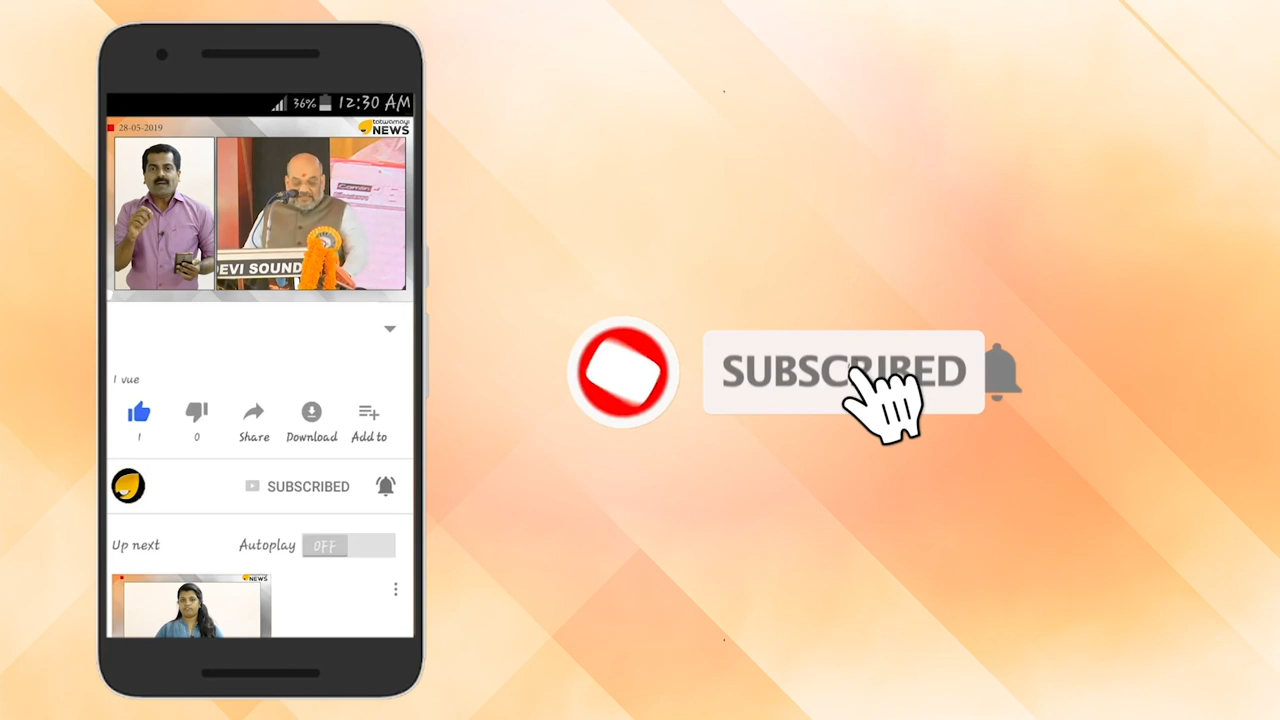 36%
12:30 AM
28-05-2019
tatwamayi
NEWS
DEVI SOUND
1 vue
1
0
Share
Download
Add to
SUBSCRIBED
Up next
Autoplay
OFF
NEWS
SUBSCRIBED